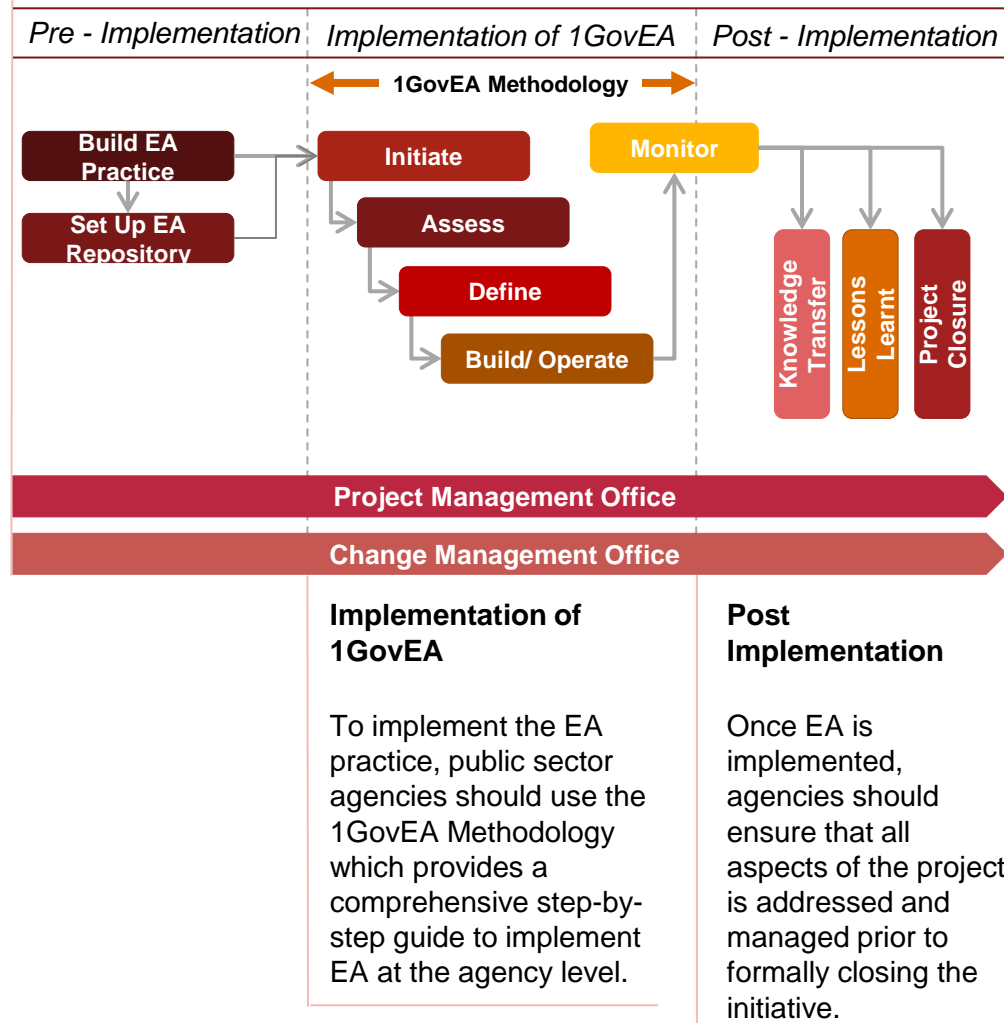 Pre - Implementation
Implementation of 1GovEA
Post - Implementation
1GovEA Methodology
Build EA
Practice
Set Up EA
Repository
Initiate
Assess
Define
Build/ Operate
Monitor
Knowledge
Transfer
Lessons
Learnt
Project
Closure
Project Management Office
Change Management Office
Implementation of
1GovEA
To implement the EA
practice, public sector
agencies should use the
1GovEA Methodology
which provides a
comprehensive step-by-
step guide to implement
EA at the agency level.
Post
Implementation
Once EA is
implemented,
agencies should
ensure that all
aspects of the project
is addressed and
managed prior to
formally closing the
initiative.